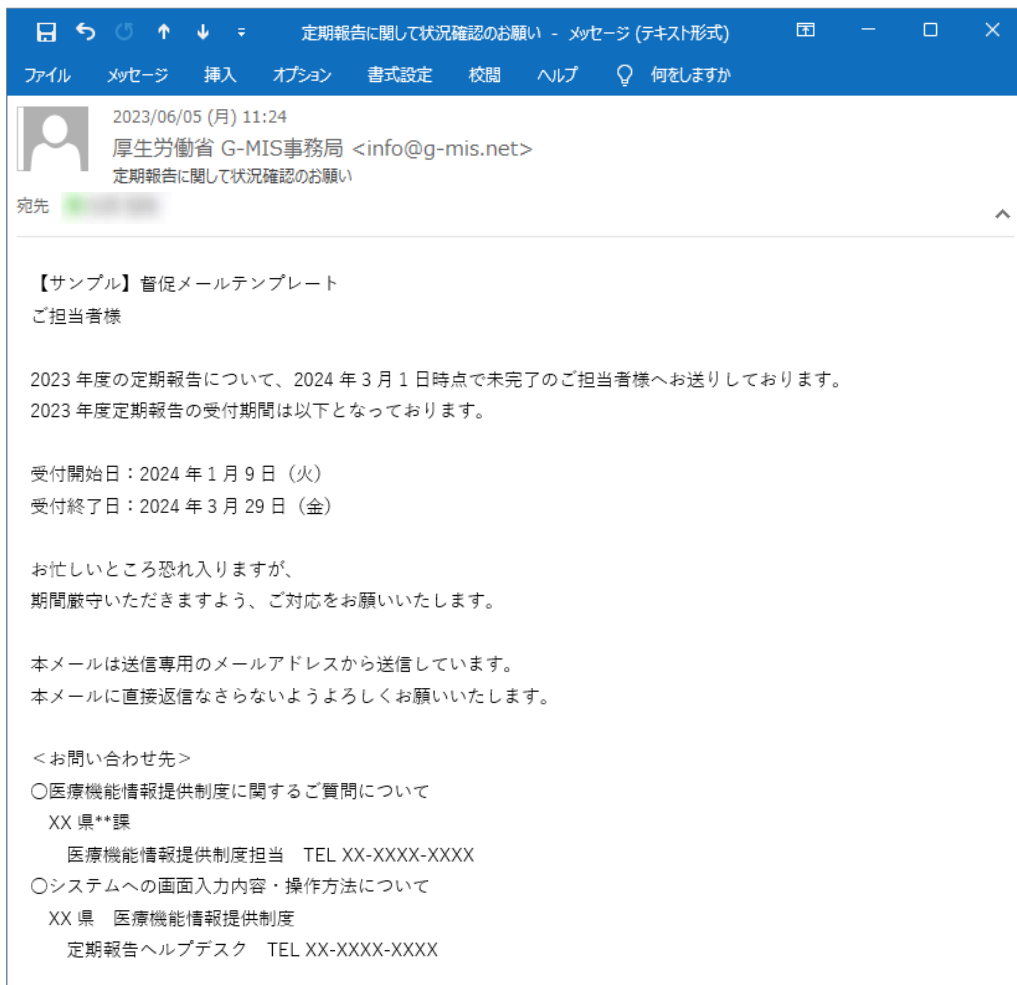 定期報告に関して状況確認のお願い - メッセージ (テキスト形式)
ファイル メッセージ 挿入 オプション 書式設定 校閲 ヘルプ 何をしますか
2023/06/05 (月) 11:24
厚生労働省 G-MIS事務局 <info@g-mis.net>
定期報告に関して状況確認のお願い
宛先
【サンプル】督促メールテンプレート
ご担当者様
2023 年度の定期報告について、2024 年 3 月 1 日時点で未完了のご担当者様へお送りしております。
2023 年度定期報告の受付期間は以下となっております。
受付開始日：2024 年 1 月 9 日（火）
受付終了日：2024 年 3 月 29 日（金）
お忙しいところ恐れ入りますが、
期間厳守いただきますよう、ご対応をお願いいたします。
本メールは送信専用のメールアドレスから送信しています。
本メールに直接返信なさらないようよろしくお願いいたします。
＜お問い合わせ先＞
○医療機能情報提供制度に関するご質問について
XX 県**課
医療機能情報提供制度担当 TEL XX-XXXX-XXXX
○システムへの画面入力内容・操作方法について
XX 県 医療機能情報提供制度
定期報告ヘルプデスク TEL XX-XXXX-XXXX